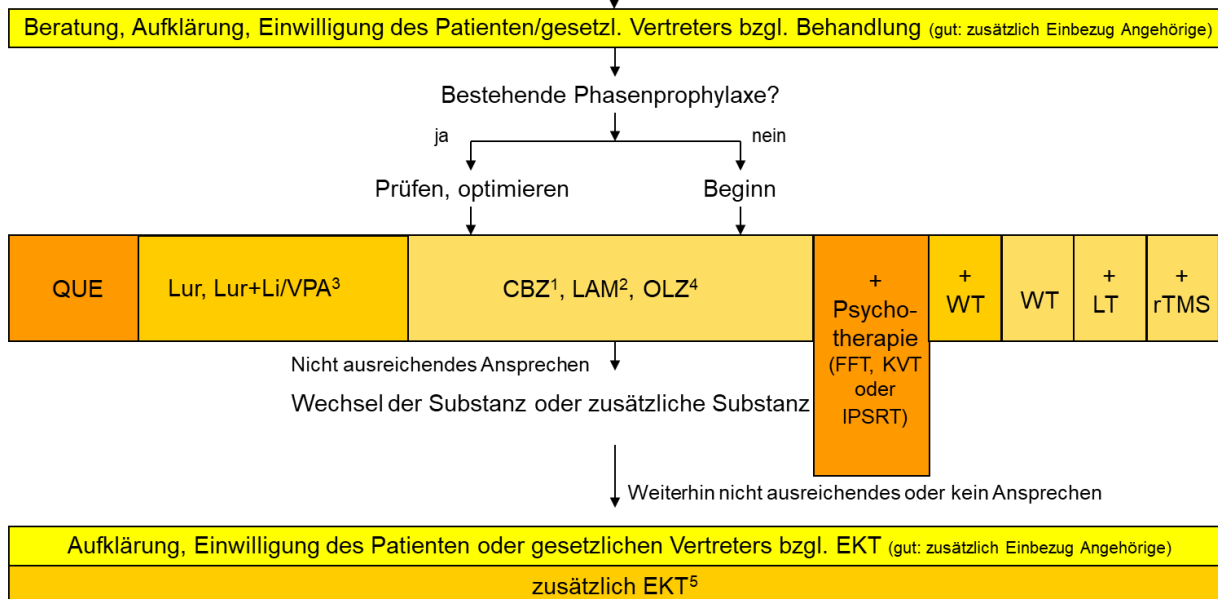 Beratung, Aufklärung, Einwilligung des Patienten/gesetzl. Vertreters bzgl. Behandlung (gut: zusätzlich Einbezug Angehörige)
Bestehende Phasenprophylaxe?
ja
nein
Prüfen, optimieren
Beginn
QUE
Lur, Lur+Li/VPA³
CBZ¹, LAM², OLZ⁴
+
Psycho-
therapie
(FFT, KVT
oder
IPSRT)
+
WT
WT
+
LT
+
rTMS
Nicht ausreichendes Ansprechen
Wechsel der Substanz oder zusätzliche Substanz
Weiterhin nicht ausreichendes oder kein Ansprechen
Aufklärung, Einwilligung des Patienten oder gesetzlichen Vertreters bzgl. EKT (gut: zusätzlich Einbezug Angehörige)
zusätzlich EKT⁵